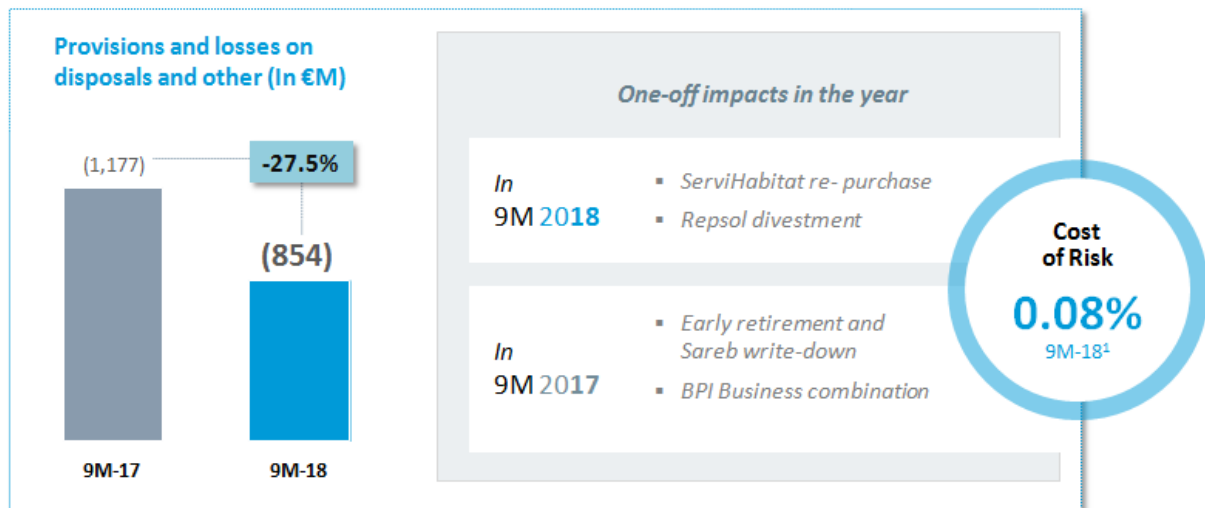 Provisions and losses on
disposals and other (In €M)
(1,177)
-27.5%
(854)
9M-17
9M-18
One-off impacts in the year
In
9M 2018
▪ ServiHabitat re- purchase
▪ Repsol divestment
In
9M 2017
▪ Early retirement and
Sareb write-down
▪ BPI Business combination
Cost
of Risk
0.08%
9M-18¹